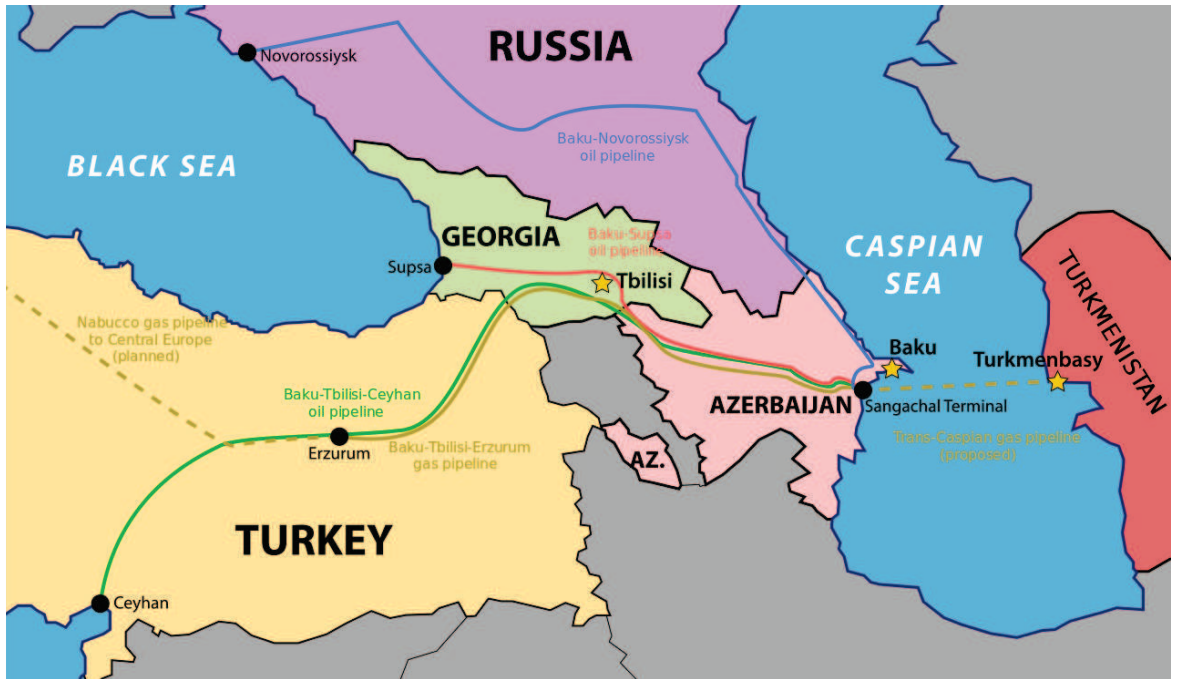 RUSSIA
Novorossiysk
Baku-Novorossiysk
oil pipeline
BLACK SEA
GEORGIA
Baku-Supsa
oil pipeline
CASPIAN
SEA
Supsa
Tbilisi
TURKMENISTAN
Nabucco gas pipeline
to Central Europe
(planned)
Baku
Turkmenbasy
Baku-Tbilisi-Ceyhan
oil pipeline
AZERBAIJAN
Sangachal Terminal
Erzurum
Baku-Tbilisi-Erzurum
gas pipeline
Trans-Caspian gas pipeline
(proposed)
AZ.
TURKEY
Ceyhan